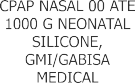 CPAP NASAL 00 ATE
1000 G NEONATAL
SILICONE,
GMI/GABISA
MEDICAL